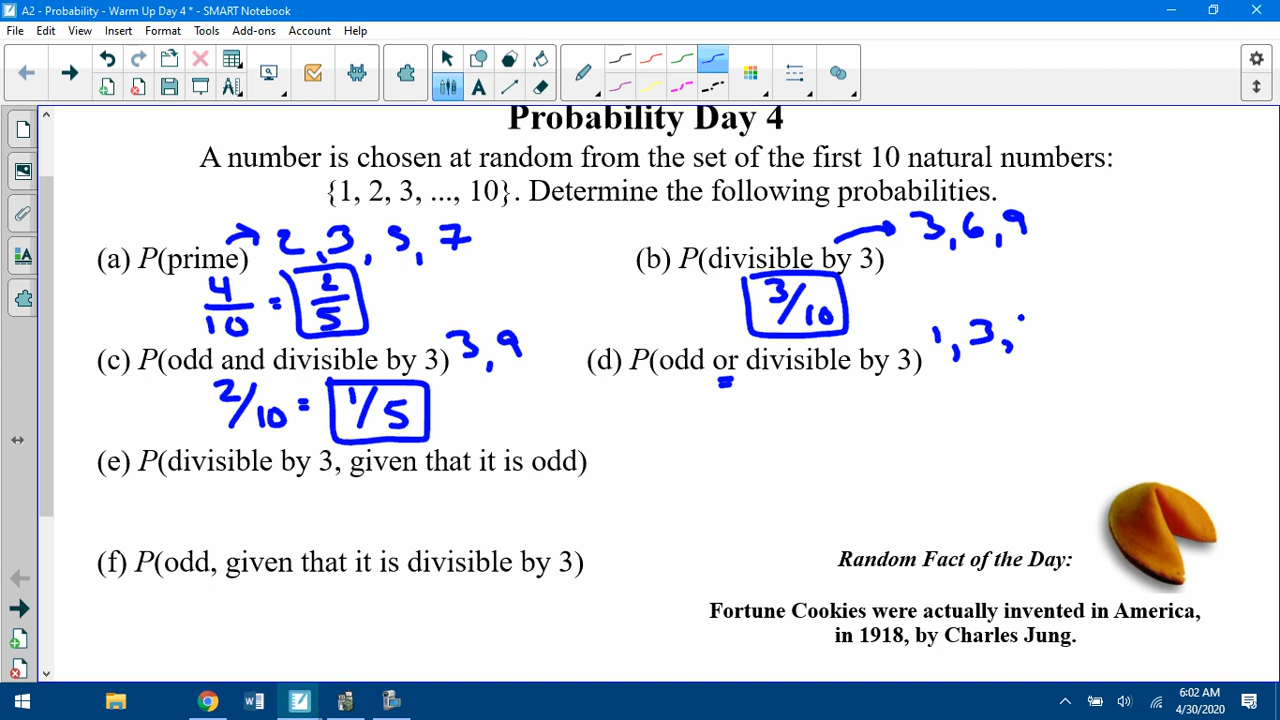 A2 - Probability - Warm Up Day 4 * - SMART Notebook
File Edit View Insert Format Tools Add-ons Account Help
Probability Day 4
A number is chosen at random from the set of the first 10 natural numbers:
{1, 2, 3, ..., 10}. Determine the following probabilities.
(a) P(prime) 2, 3, 5, 7
4/10 = 2/5
(b) P(divisible by 3) 3, 6, 9
3/10
(c) P(odd and divisible by 3) 3, 9
2/10 = 1/5
(d) P(odd or divisible by 3) 1, 3,
(e) P(divisible by 3, given that it is odd)
(f) P(odd, given that it is divisible by 3)
Random Fact of the Day:
Fortune Cookies were actually invented in America,
in 1918, by Charles Jung.
6:02 AM
4/30/2020